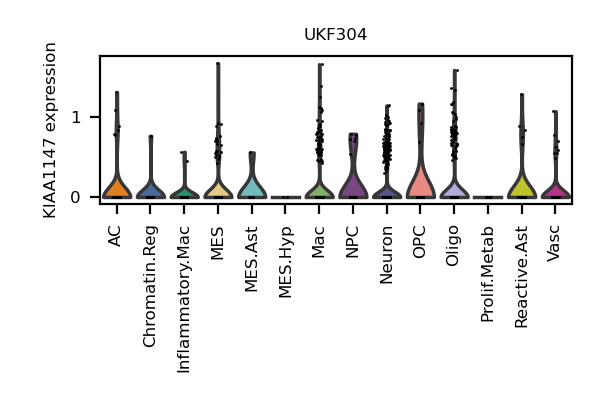 UKF304
KIAA1147 expression
1
0
AC
Chromatin.Reg
Inflammatory.Mac
MES
MES.Ast
MES.Hyp
Mac
NPC
Neuron
OPC
Oligo
Prolif.Metab
Reactive.Ast
Vasc